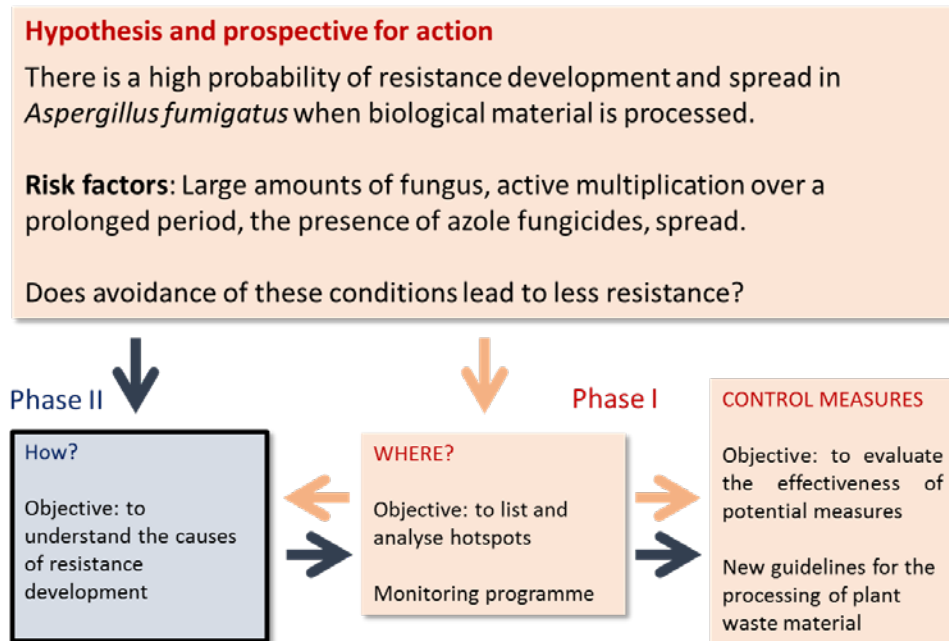 Hypothesis and prospective for action
There is a high probability of resistance development and spread in
Aspergillus fumigatus when biological material is processed.
Risk factors: Large amounts of fungus, active multiplication over a
prolonged period, the presence of azole fungicides, spread.
Does avoidance of these conditions lead to less resistance?
Phase II
How?
Objective: to
understand the causes
of resistance
development
Phase I
WHERE?
Objective: to list and
analyse hotspots
Monitoring programme
CONTROL MEASURES
Objective: to evaluate
the effectiveness of
potential measures
New guidelines for the
processing of plant
waste material